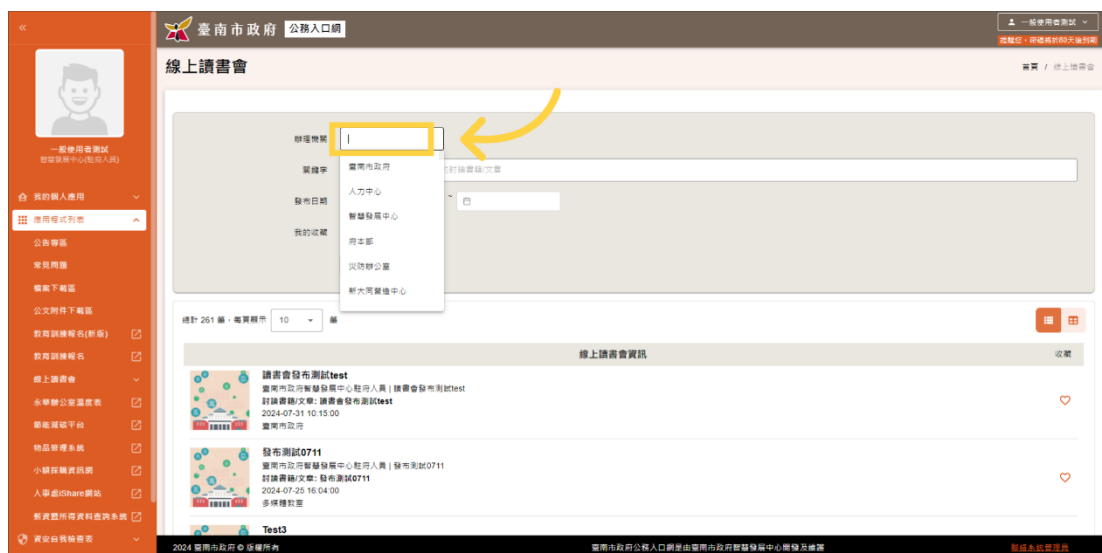 «
臺南市政府 公務入口網
一般使用者測試
提醒您，密碼將於60天後到期
線上讀書會
首頁 / 線上讀書會
一般使用者測試
智慧發展中心(駐府人員)
我的個人應用
應用程式列表
公告專區
常見問題
檔案下載區
公文附件下載區
教育訓練報名(新版)
教育訓練報名
線上讀書會
永華辦公室溫度表
節能減碳平台
物品管理系統
小額採購資訊網
人事處iShare網站
薪資暨所得資料查詢系統
資安自我檢查表
辦理機關
臺南市政府
人力中心
智慧發展中心
府本部
災防辦公室
新大同營造中心
關鍵字
討論書籍/文章
發布日期
~
我的收藏
總計 261 筆，每頁展示 10 筆
線上讀書會資訊
收藏
讀書會發布測試test
臺南市政府智慧發展中心駐府人員 | 讀書會發布測試test
討論書籍/文章: 讀書會發布測試test
2024-07-31 10:15:00
臺南市政府
發布測試0711
臺南市政府智慧發展中心駐府人員 | 發布測試0711
討論書籍/文章: 發布測試0711
2024-07-25 16:04:00
多媒體教室
Test3
2024 臺南市政府 © 版權所有
臺南市政府公務入口網是由臺南市政府智慧發展中心開發及維護
聯絡系統管理員